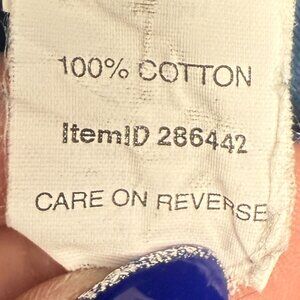 100% COTTON
ItemID 286442
CARE ON REVERSE